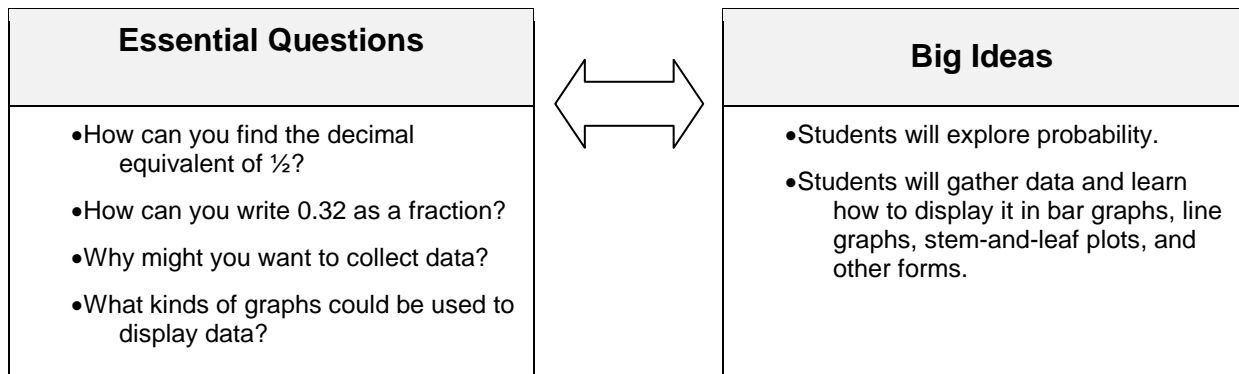 Essential Questions
•How can you find the decimal
equivalent of ½?
•How can you write 0.32 as a fraction?
•Why might you want to collect data?
•What kinds of graphs could be used to
display data?
Big Ideas
•Students will explore probability.
•Students will gather data and learn
how to display it in bar graphs, line
graphs, stem-and-leaf plots, and
other forms.